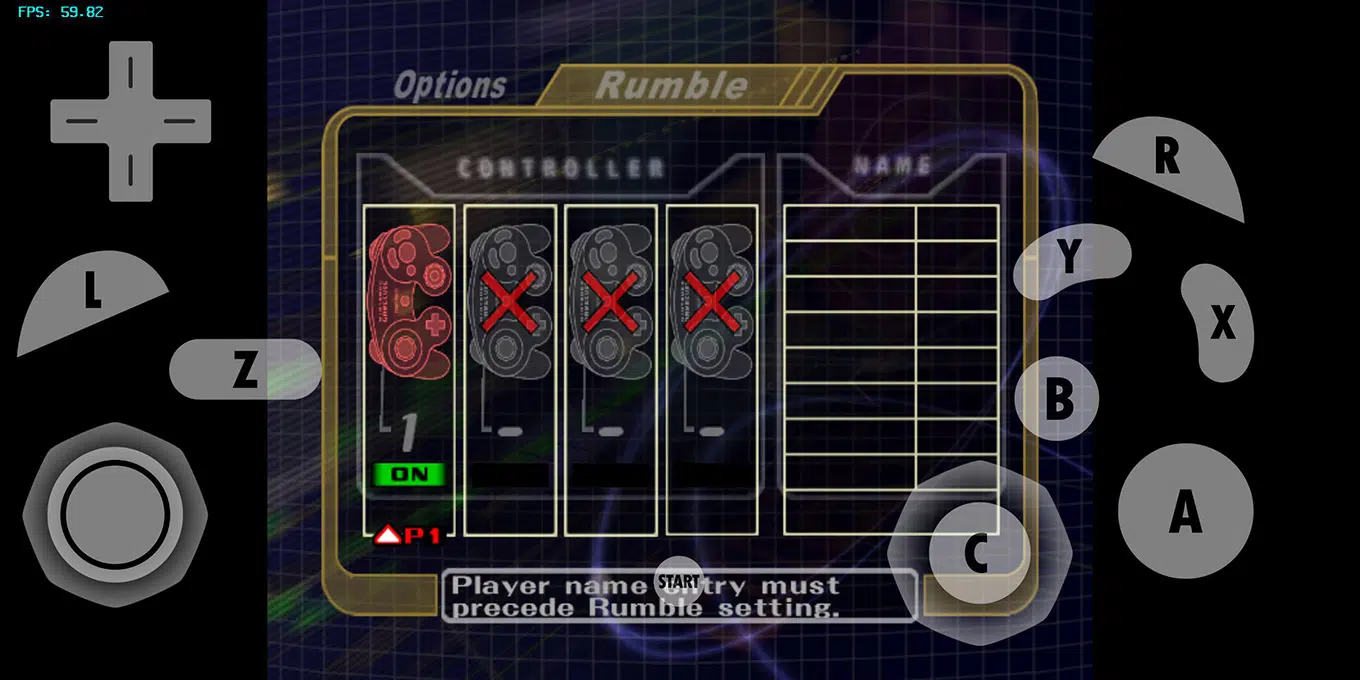 FPS: 59.82
Options
Rumble
CONTROLLER
NAME
R
L
Y
X
Z
B
1
ON
P1
A
C
START
Player name entry must
precede Rumble setting.